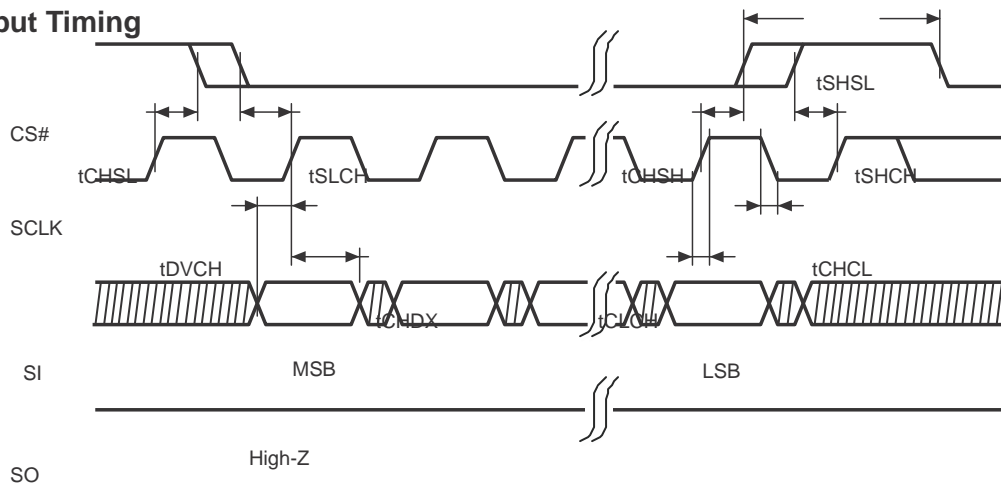 put Timing
tSHSL
CS#
tCHSL tSLCH tCHSH tSHCH
SCLK
tDVCH tCHCL
tCHDX tCLCH
SI MSB LSB
High-Z
SO